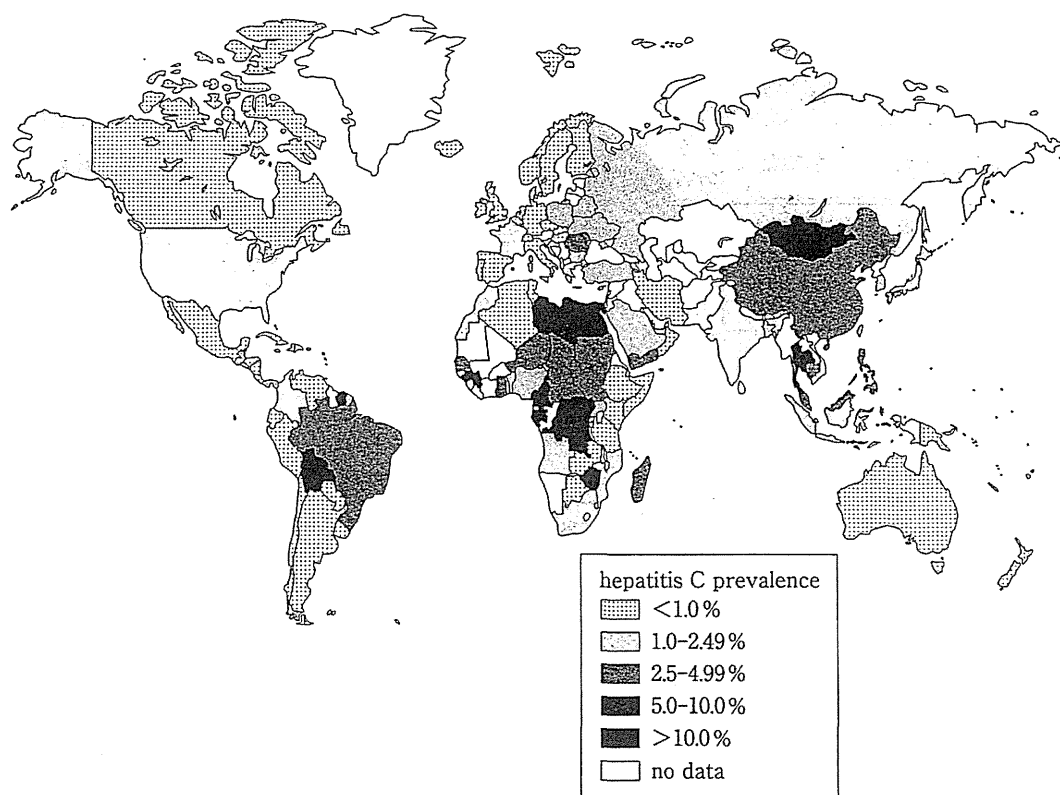 hepatitis C prevalence
<1.0%
1.0-2.49%
2.5-4.99%
5.0-10.0%
>10.0%
no data